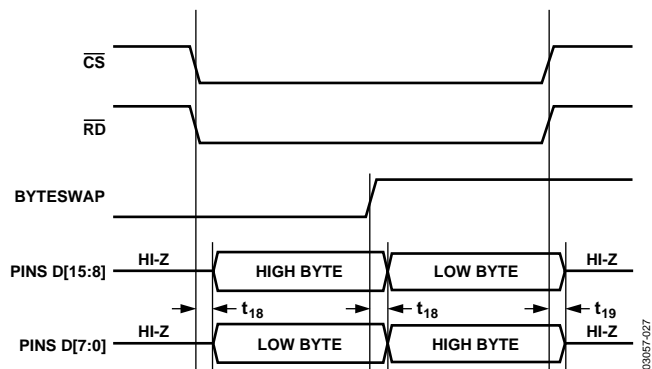 CS
RD
BYTESWAP
PINS D[15:8] HI-Z HIGH BYTE LOW BYTE HI-Z
t18 t18 t19
PINS D[7:0] HI-Z LOW BYTE HIGH BYTE HI-Z
03057-027